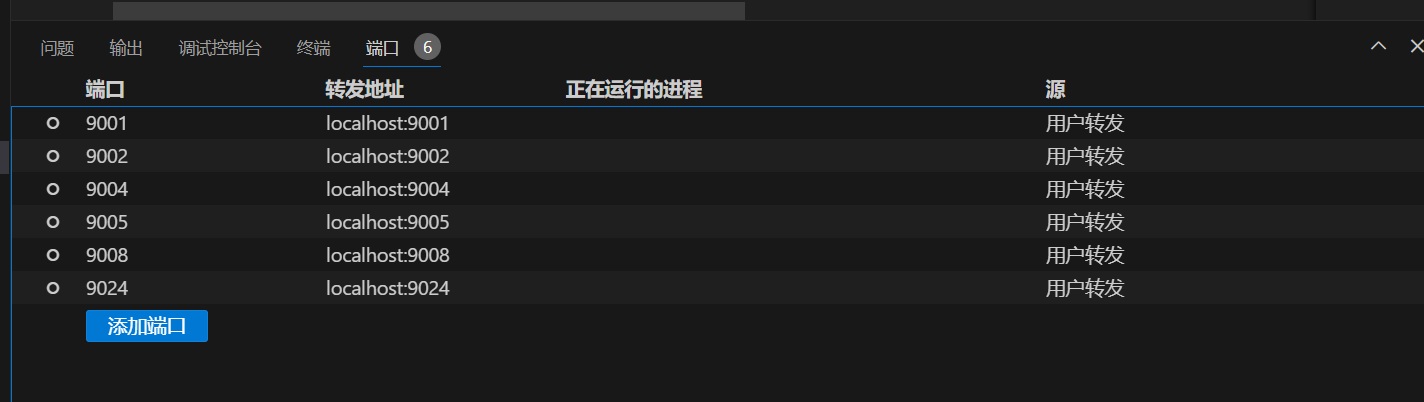 问题 输出 调试控制台 终端 端口 6
端口 转发地址 正在运行的进程 源
9001 localhost:9001 用户转发
9002 localhost:9002 用户转发
9004 localhost:9004 用户转发
9005 localhost:9005 用户转发
9008 localhost:9008 用户转发
9024 localhost:9024 用户转发
添加端口